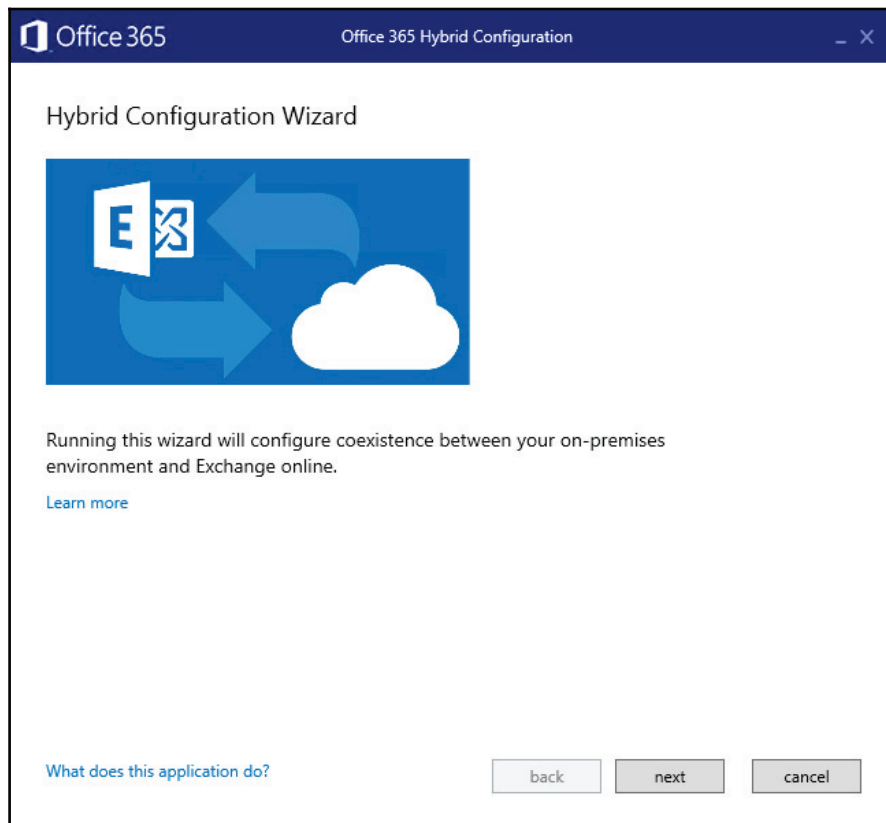 Office 365
Office 365 Hybrid Configuration
Hybrid Configuration Wizard
E
Running this wizard will configure coexistence between your on-premises
environment and Exchange online.
Learn more
What does this application do?
back
next
cancel